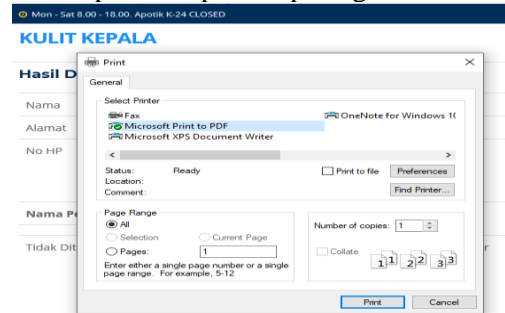 Mon - Sat 8.00 - 18.00. Apotik K-24 CLOSED
KULIT KEPALA
Print
General
Hasil D
Select Printer
Fax
OneNote for Windows 1(
Microsoft Print to PDF
Microsoft XPS Document Writer
Nama
Alamat
No HP
Status: Ready
Print to file
Preferences
Location:
Comment:
Find Printer...
Nama Pe
Page Range
All
Number of copies: 1
Selection
Current Page
Tidak Dit
Pages: 1
Collate
Enter either a single page number or a single
page range. For example, 5-12
1 1 2 2 3 3
r
Print
Cancel